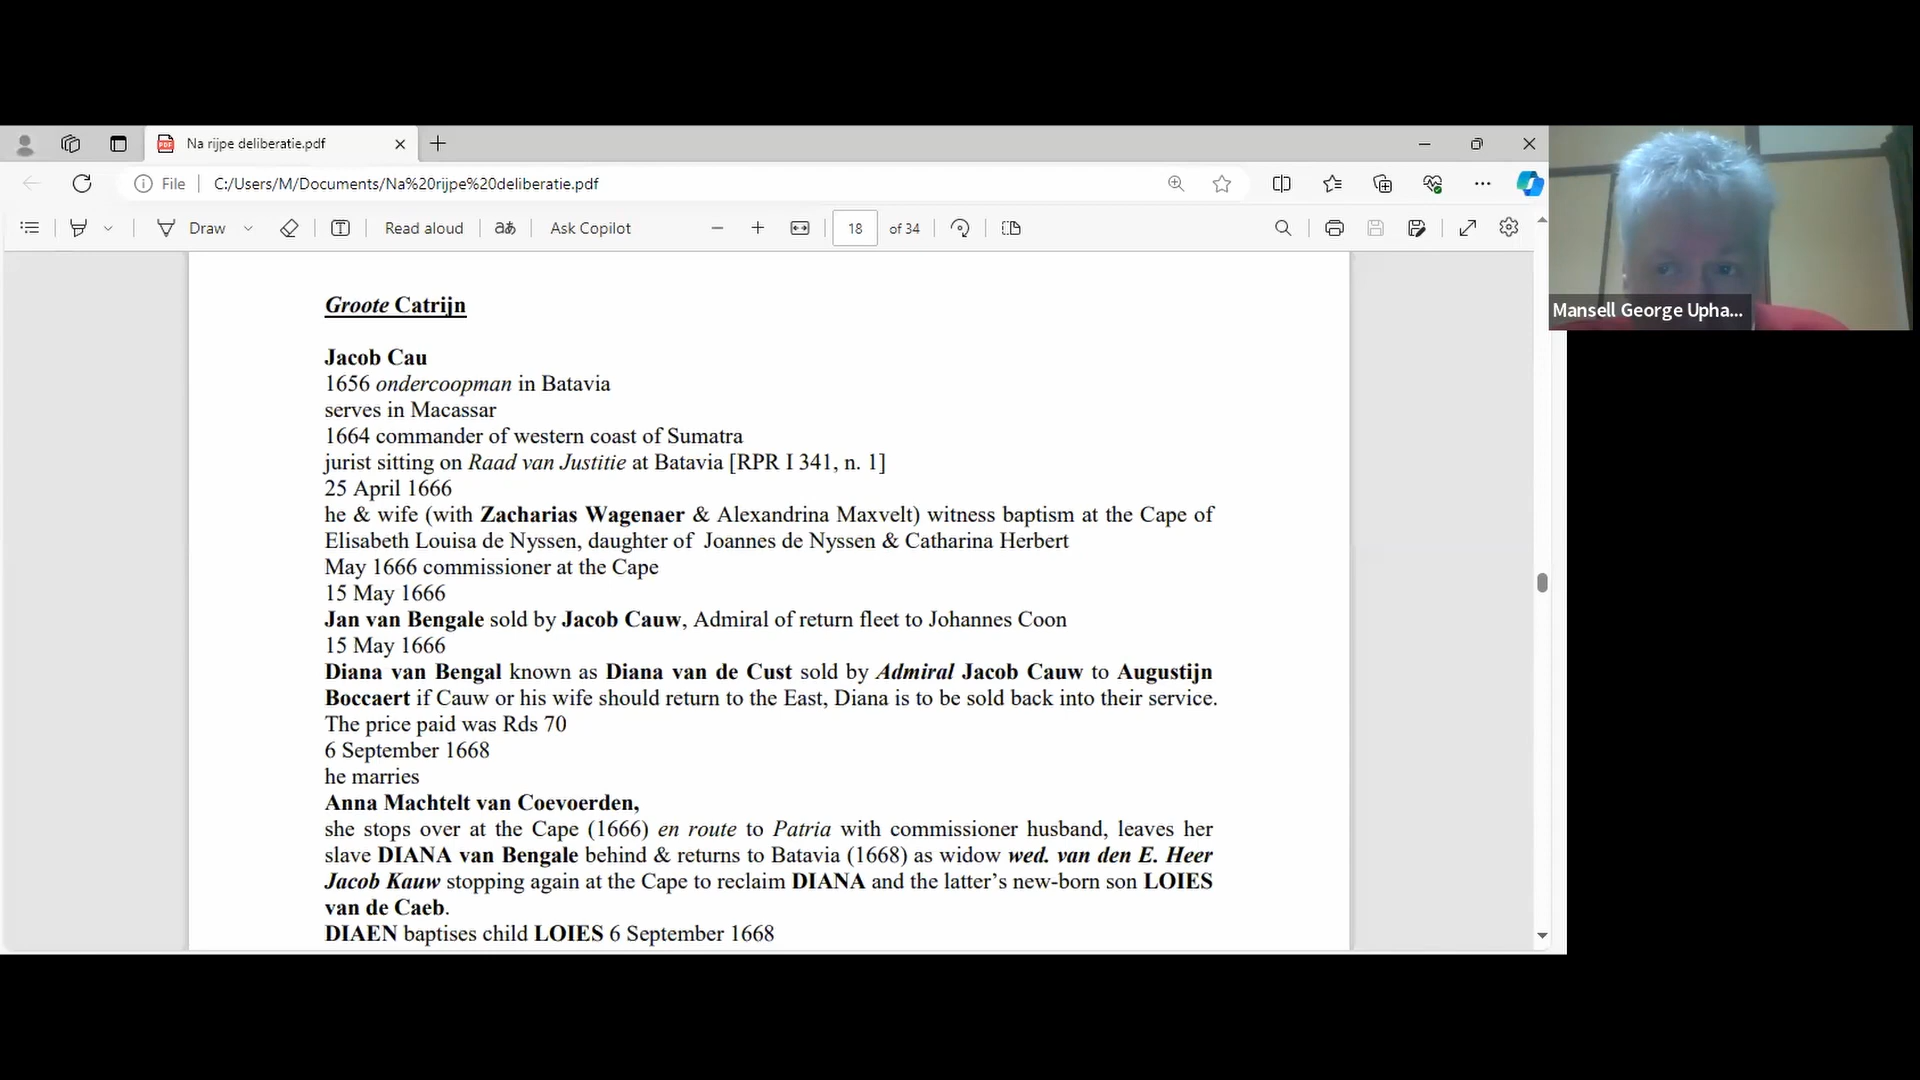 Na rijpe deliberatie.pdf
File
C:/Users/M/Documents/Na%20rijpe%20deliberatie.pdf
Draw
Read aloud
aあ
Ask Copilot
18 of 34
Mansell George Upha...
Groote Catrijn
Jacob Cau
1656 ondercoopman in Batavia
serves in Macassar
1664 commander of western coast of Sumatra
jurist sitting on Raad van Justitie at Batavia [RPR I 341, n. 1]
25 April 1666
he & wife (with Zacharias Wagenaer & Alexandrina Maxvelt) witness baptism at the Cape of
Elisabeth Louisa de Nyssen, daughter of Joannes de Nyssen & Catharina Herbert
May 1666 commissioner at the Cape
15 May 1666
Jan van Bengale sold by Jacob Cauw, Admiral of return fleet to Johannes Coon
15 May 1666
Diana van Bengal known as Diana van de Cust sold by Admiral Jacob Cauw to Augustijn
Boccaert if Cauw or his wife should return to the East, Diana is to be sold back into their service.
The price paid was Rds 70
6 September 1668
he marries
Anna Machtelt van Coevoerden,
she stops over at the Cape (1666) en route to Patria with commissioner husband, leaves her
slave DIANA van Bengale behind & returns to Batavia (1668) as widow wed. van den E. Heer
Jacob Kauw stopping again at the Cape to reclaim DIANA and the latter’s new-born son LOIES
van de Caeb.
DIAEN baptises child LOIES 6 September 1668